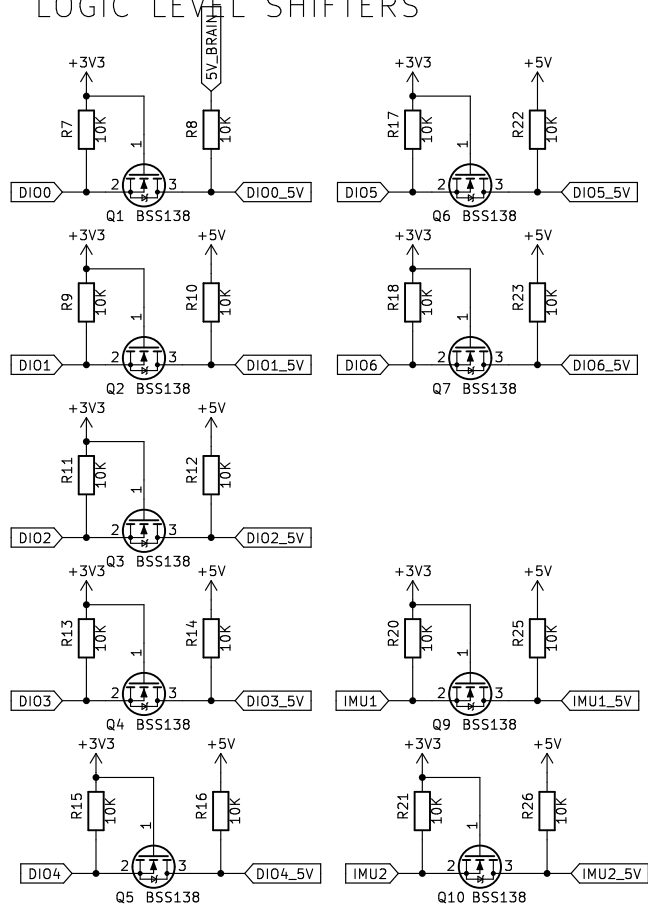 LOGIC LEVEL SHIFTERS
+3V3 5V_BRAIN
R7 10K R8 10K
1
DIO0 2 3 DIO0_5V
Q1 BSS138
+3V3 +5V
R17 10K R22 10K
1
DIO5 2 3 DIO5_5V
Q6 BSS138
+3V3 +5V
R9 10K R10 10K
1
DIO1 2 3 DIO1_5V
Q2 BSS138
+3V3 +5V
R18 10K R23 10K
1
DIO6 2 3 DIO6_5V
Q7 BSS138
+3V3 +5V
R11 10K R12 10K
1
DIO2 2 3 DIO2_5V
Q3 BSS138
+3V3 +5V
R13 10K R14 10K
1
DIO3 2 3 DIO3_5V
Q4 BSS138
+3V3 +5V
R20 10K R25 10K
1
IMU1 2 3 IMU1_5V
Q9 BSS138
+3V3 +5V
R15 10K R16 10K
1
DIO4 2 3 DIO4_5V
Q5 BSS138
+3V3 +5V
R21 10K R26 10K
1
IMU2 2 3 IMU2_5V
Q10 BSS138